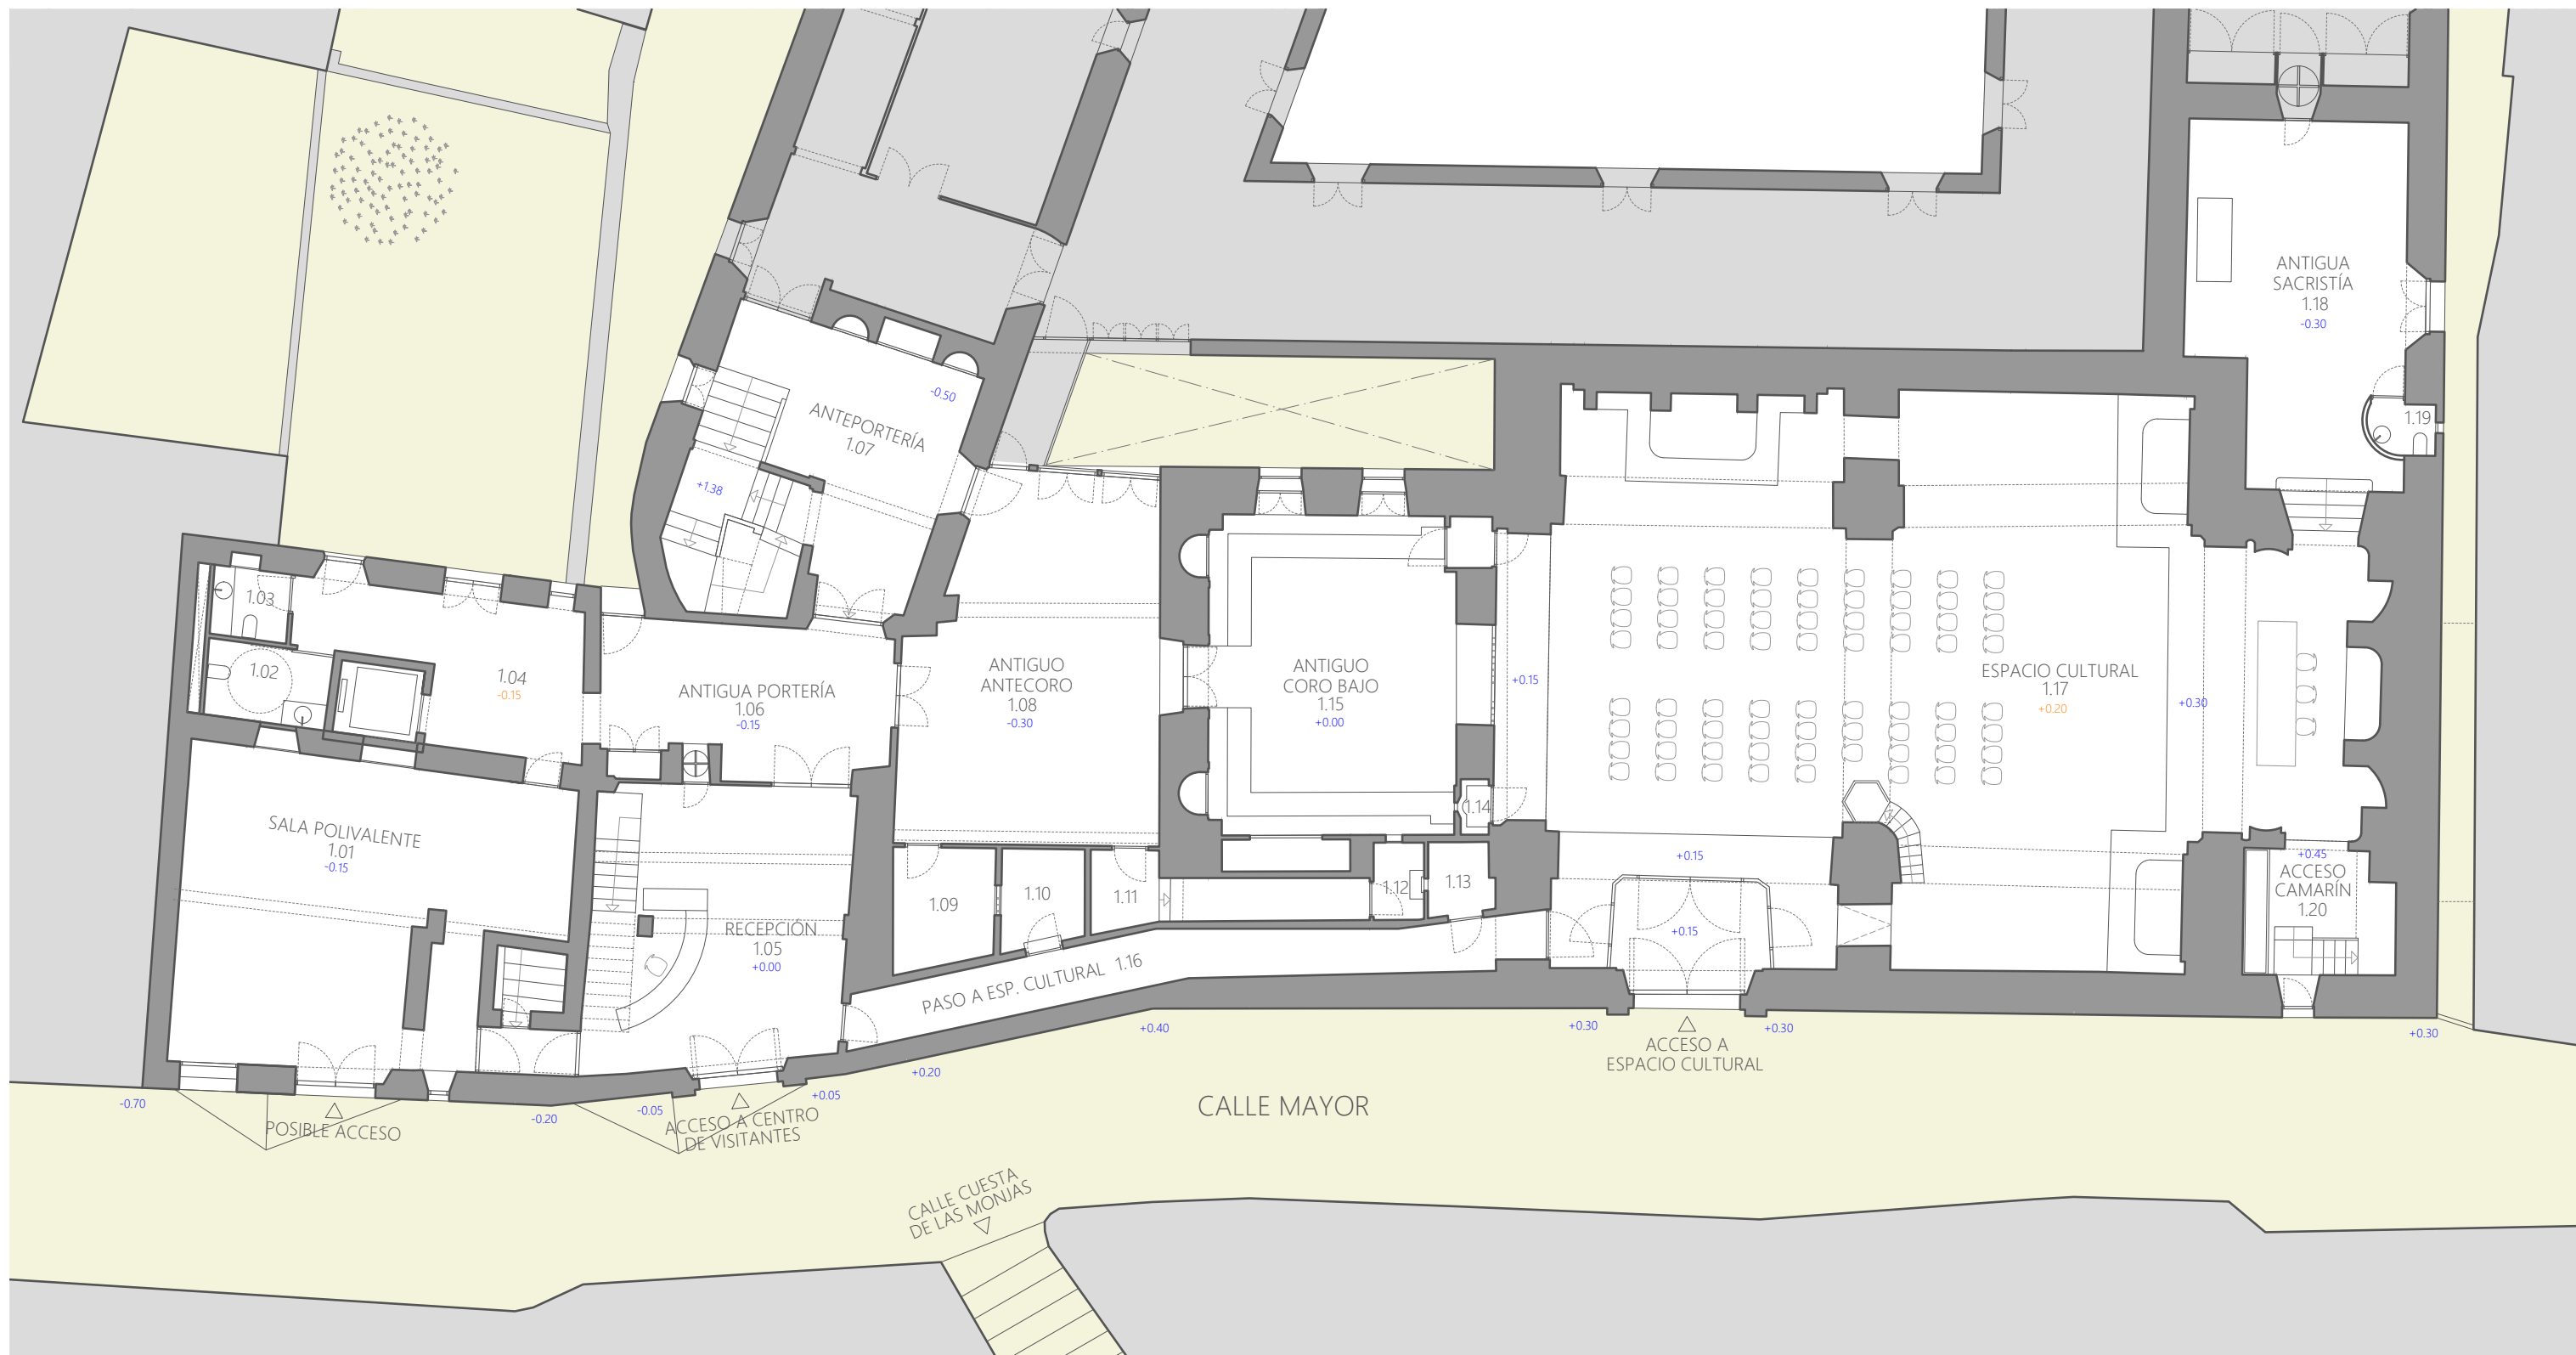 ANTIGUA
SACRISTÍA
1.18
-0.30
1.19
-0.50
ANTEPORTERÍA
1.07
+1.38
1.03
1.02
1.04
-0.15
ANTIGUA PORTERÍA
1.06
-0.15
ANTIGUO
ANTECORO
1.08
-0.30
ANTIGUO
CORO BAJO
1.15
+0.00
+0.15
ESPACIO CULTURAL
1.17
+0.20
+0.30
SALA POLIVALENTE
1.01
-0.15
1.14
+0.15
+0.45
ACCESO
CAMARÍN
1.20
1.09
1.10
1.11
1.12
1.13
RECEPCIÓN
1.05
+0.00
PASO A ESP. CULTURAL 1.16
+0.15
+0.40
+0.30
+0.30
+0.30
ACCESO A
ESPACIO CULTURAL
+0.20
+0.05
-0.70
-0.20
-0.05
POSIBLE ACCESO
ACCESO A CENTRO
DE VISITANTES
CALLE MAYOR
CALLE CUESTA
DE LAS MONJAS